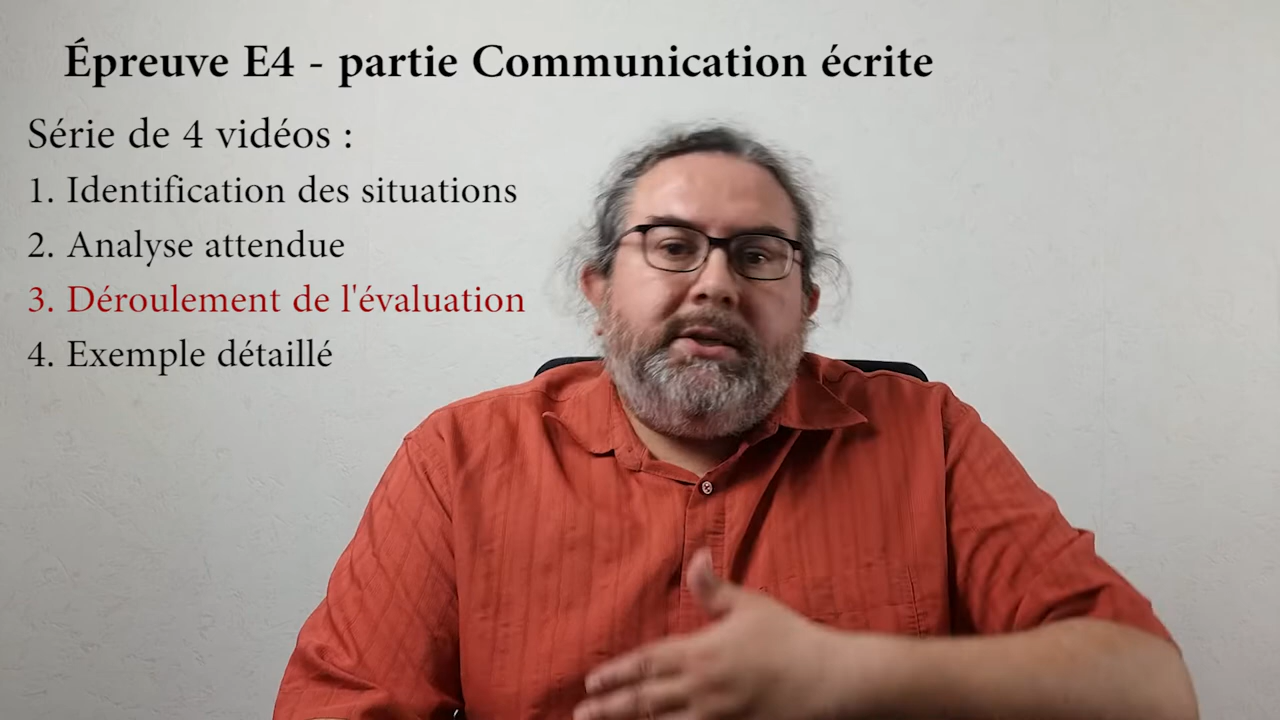 Épreuve E4 - partie Communication écrite
Série de 4 vidéos :
1. Identification des situations
2. Analyse attendue
3. Déroulement de l'évaluation
4. Exemple détaillé